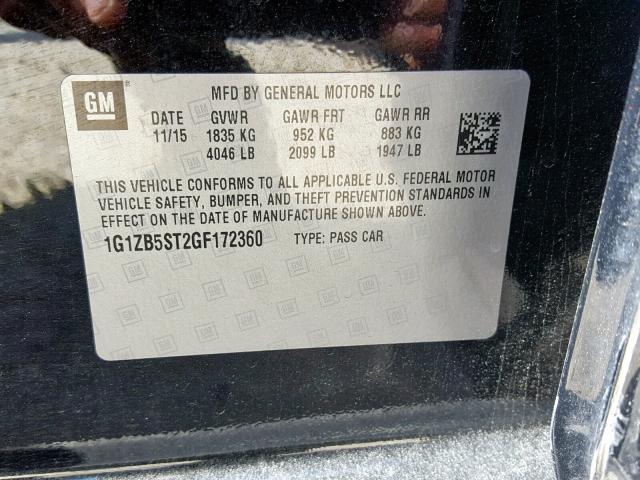 GM
MFD BY GENERAL MOTORS LLC
DATE GVWR GAWR FRT GAWR RR
11/15 1835 KG 952 KG 883 KG
4046 LB 2099 LB 1947 LB
THIS VEHICLE CONFORMS TO ALL APPLICABLE U.S. FEDERAL MOTOR
VEHICLE SAFETY, BUMPER, AND THEFT PREVENTION STANDARDS IN
EFFECT ON THE DATE OF MANUFACTURE SHOWN ABOVE.
1G1ZB5ST2GF172360 TYPE: PASS CAR